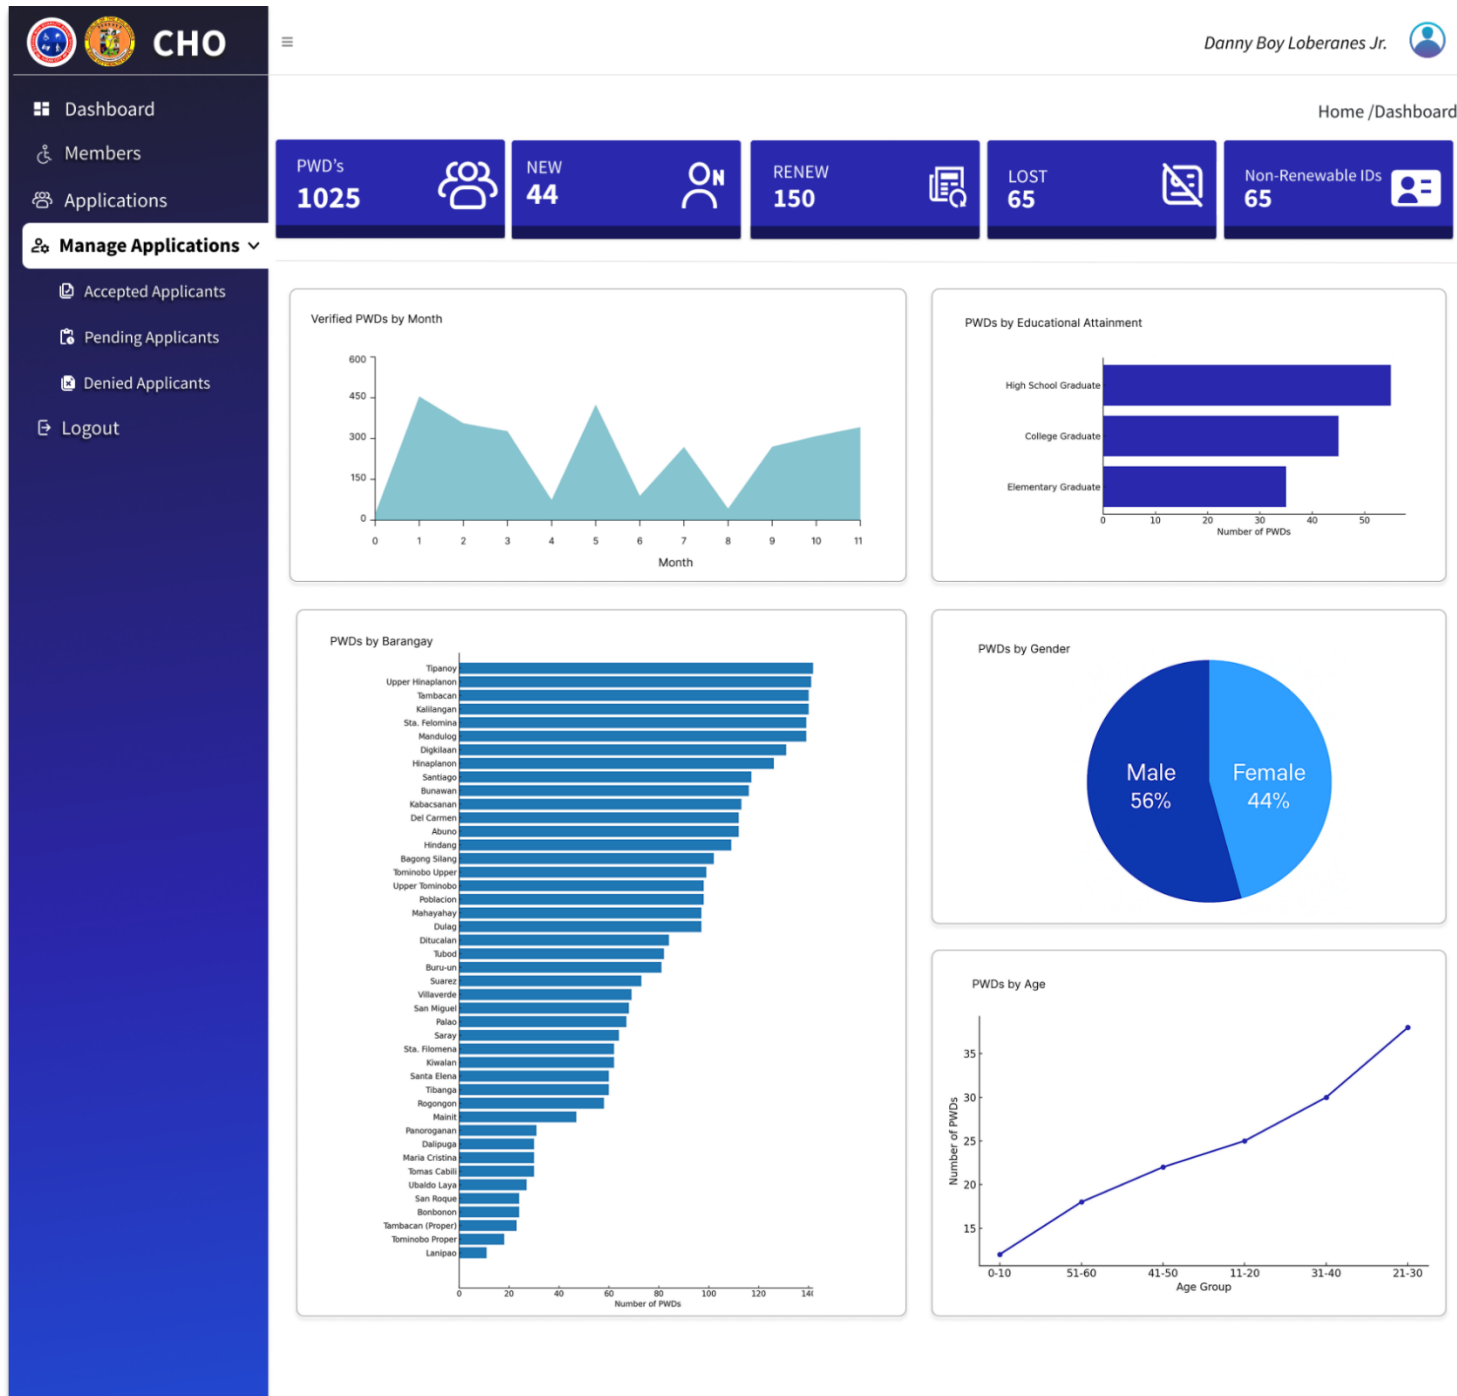 CHO
Danny Boy Loberanes Jr.
Dashboard
Members
Applications
Manage Applications
Accepted Applicants
Pending Applicants
Denied Applicants
Logout
Home /Dashboard
PWD's
1025
NEW
44
N
RENEW
150
LOST
65
Non-Renewable IDs
65
Verified PWDs by Month
600
450
300
150
0
0 1 2 3 4 5 6 7 8 9 10 11
Month
PWDs by Educational Attainment
High School Graduate
College Graduate
Elementary Graduate
0 10 20 30 40 50
Number of PWDs
PWDs by Barangay
Tipanoy
Upper Hinaplanon
Tambacan
Kalilangan
Sta. Felomina
Mandulog
Digkilaan
Hinaplanon
Santiago
Bunawan
Kabacsanan
Del Carmen
Abuno
Hindang
Bagong Silang
Tominobo Upper
Upper Tominobo
Poblacion
Mahayahay
Dulag
Ditucalan
Tubod
Buru-un
Suarez
Villaverde
San Miguel
Palao
Saray
Sta. Filomena
Kiwalan
Santa Elena
Tibanga
Rogongon
Mainit
Panoroganan
Dalipuga
Maria Cristina
Tomas Cabili
Ubaldo Laya
San Roque
Bonbonon
Tambacan (Proper)
Tominobo Proper
Lanipao
0 20 40 60 80 100 120 140
Number of PWDs
PWDs by Gender
Male
56%
Female
44%
PWDs by Age
35
30
25
20
15
Number of PWDs
0-10 51-60 41-50 11-20 31-40 21-30
Age Group